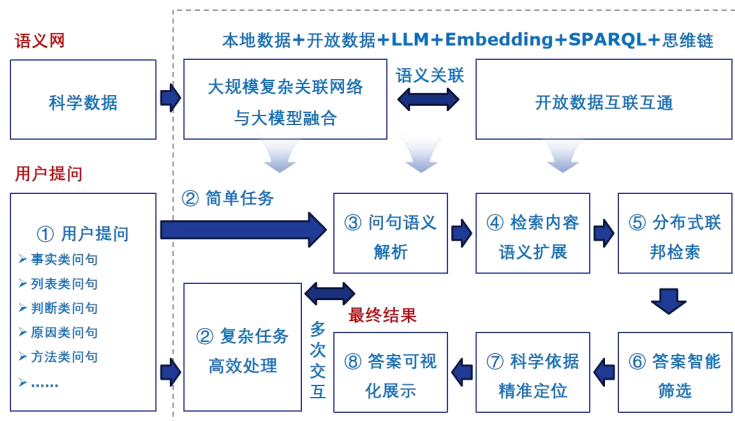 语义网
本地数据+开放数据+LLM+Embedding+SPARQL+思维链
科学数据
大规模复杂关联网络
与大模型融合
语义关联
开放数据互联互通
用户提问
① 用户提问
➢事实类问句
➢列表类问句
➢判断类问句
➢原因类问句
➢方法类问句
➢......
② 简单任务
③ 问句语义
解析
④ 检索内容
语义扩展
⑤ 分布式联
邦检索
② 复杂任务
高效处理
多次交互
最终结果
⑧ 答案可视
化展示
⑦ 科学依据
精准定位
⑥ 答案智能
筛选